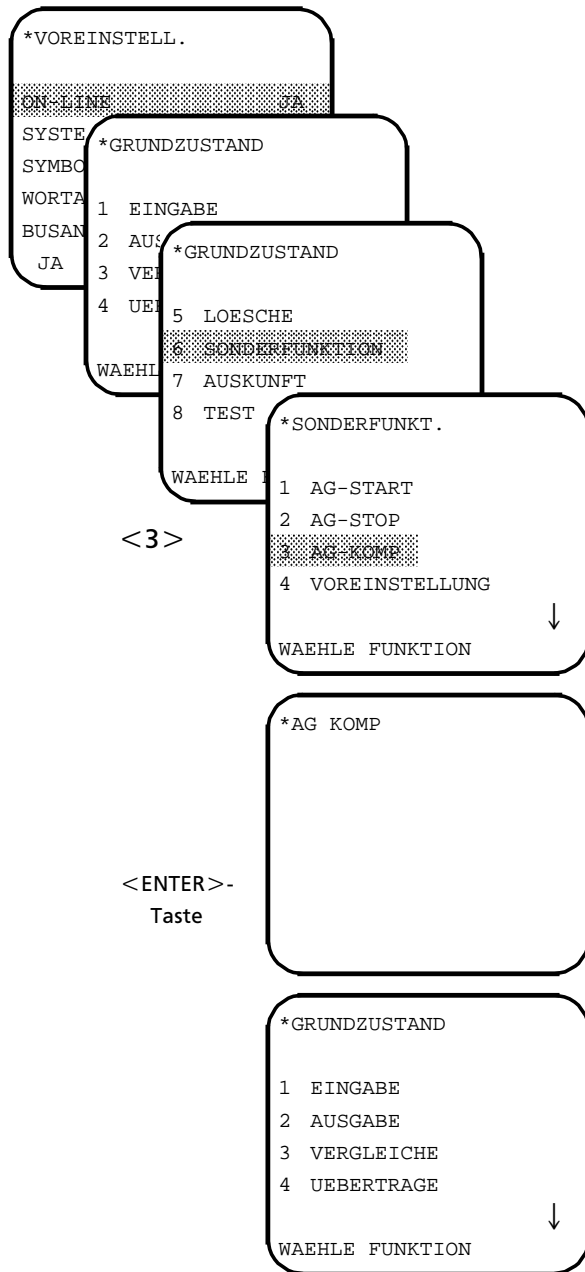 *VOREINSTELL.
ON-LINE JA
SYSTE
SYMBO
WORTA
BUSAN
JA
*GRUNDZUSTAND
1 EINGABE
2 AUS
3 VER
4 UEB
WAEHL
*GRUNDZUSTAND
5 LOESCHE
6 SONDERFUNKTION
7 AUSKUNFT
8 TEST
WAEHLE F
*SONDERFUNKT.
1 AG-START
2 AG-STOP
3 AG-KOMP
4 VOREINSTELLUNG
↓
WAEHLE FUNKTION
<3>
*AG KOMP
<ENTER>-
Taste
*GRUNDZUSTAND
1 EINGABE
2 AUSGABE
3 VERGLEICHE
4 UEBERTRAGE
↓
WAEHLE FUNKTION